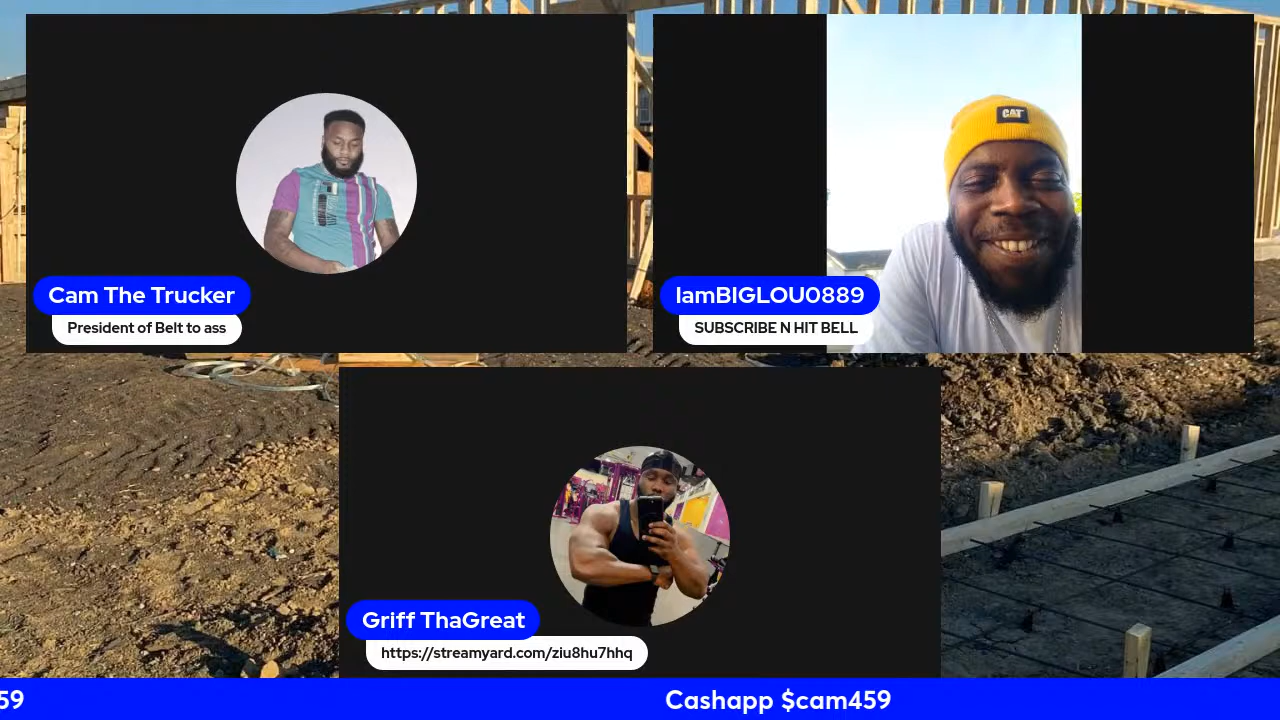 CAT
Cam The Trucker
President of Belt to ass
IamBIGLOU0889
SUBSCRIBE N HIT BELL
Griff ThaGreat
https://streamyard.com/ziu8hu7hhq
59
Cashapp $cam459